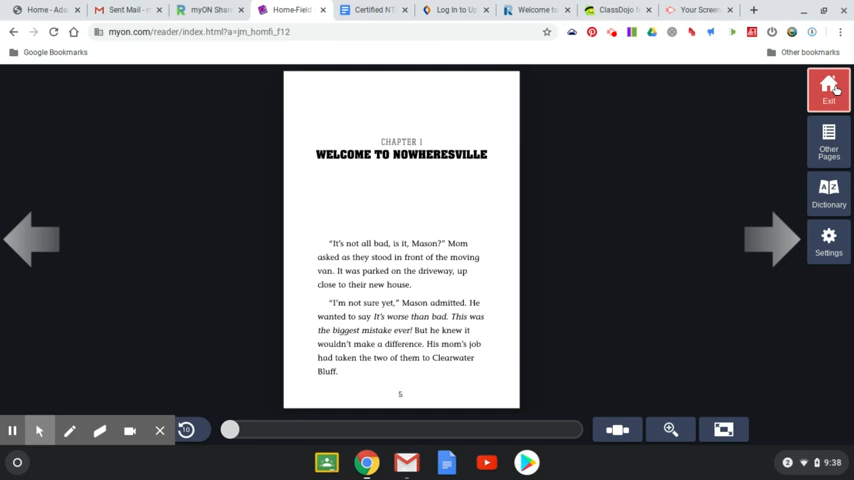 Home - Ada
Sent Mail - m
myON Shar
Home-Field
Certified NT
Log In to Up
Welcome to
ClassDojo f
Your Screen
myon.com/reader/index.html?a=jm_homfi_f12
Google Bookmarks
Other bookmarks
Exit
Other
Pages
A Z
Dictionary
Settings
CHAPTER 1
WELCOME TO NOWHERESVILLE
“It’s not all bad, is it, Mason?” Mom
asked as they stood in front of the moving
van. It was parked on the driveway, up
close to their new house.
“I’m not sure yet,” Mason admitted. He
wanted to say It’s worse than bad. This was
the biggest mistake ever! But he knew it
wouldn’t make a difference. His mom’s job
had taken the two of them to Clearwater
Bluff.
5
10
2
9:38